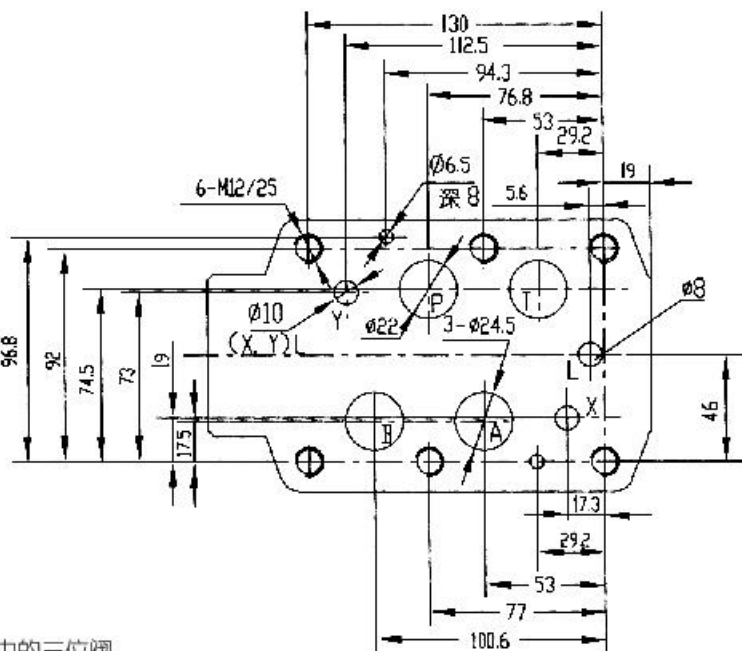 130
112.5
94.3
76.8
53
29.2
Ø6.5
深 8
19
6-M12/25
5.6
Ø10
Y
P
T
ø8
ø22
3-ø24.5
(X, Y)L
L
X
B
A
96.8
92
74.5
73
19
17.5
46
17.3
29.2
53
77
100.6